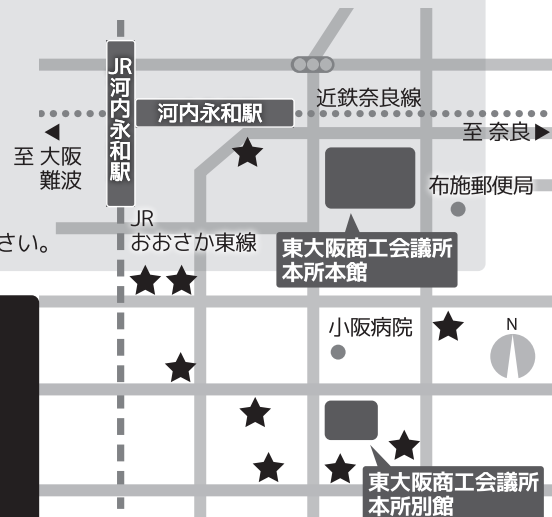 JR河内永和駅
河内永和駅
近鉄奈良線
至 奈良▶
◀
至 大阪
難波
布施郵便局
JR
おおさか東線
さい。
東大阪商工会議所
本所本館
小阪病院
N
東大阪商工会議所
本所別館